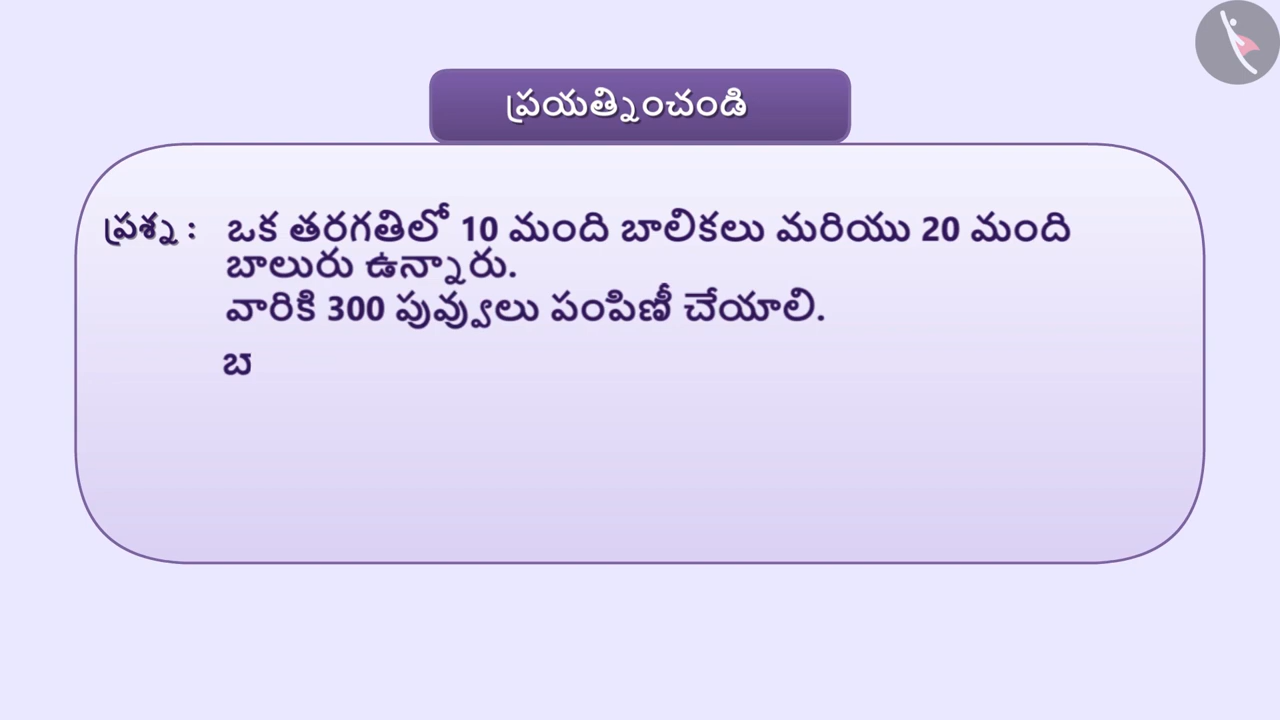 ప్రయత్నించండి
ప్రశ్న : ఒక తరగతిలో 10 మంది బాలికలు మరియు 20 మంది
బాలురు ఉన్నారు.
వారికి 300 పువ్వులు పంపిణీ చేయాలి.